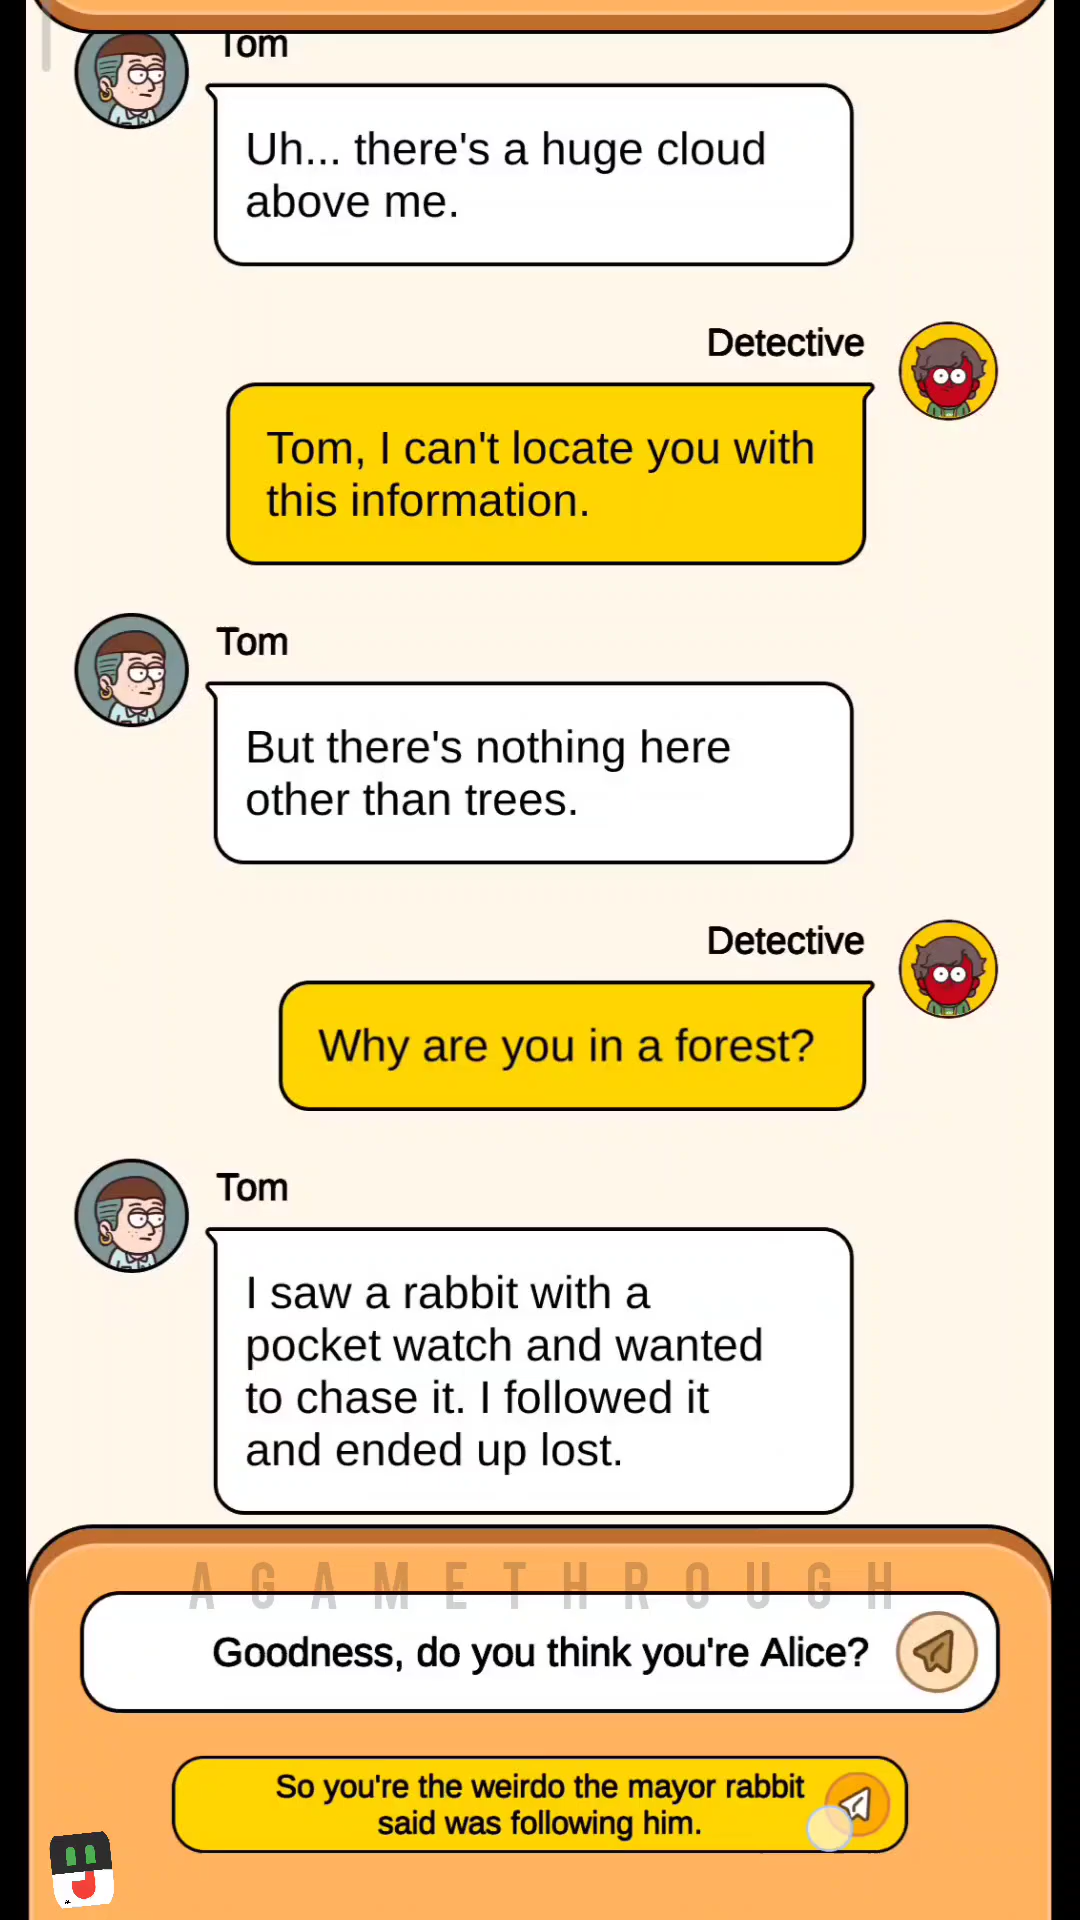 Tom
Uh... there's a huge cloud
above me.
Detective
Tom, I can't locate you with
this information.
Tom
But there's nothing here
other than trees.
Detective
Why are you in a forest?
Tom
I saw a rabbit with a
pocket watch and wanted
to chase it. I followed it
and ended up lost.
AGAMETHROUGH
Goodness, do you think you're Alice?
So you're the weirdo the mayor rabbit
said was following him.